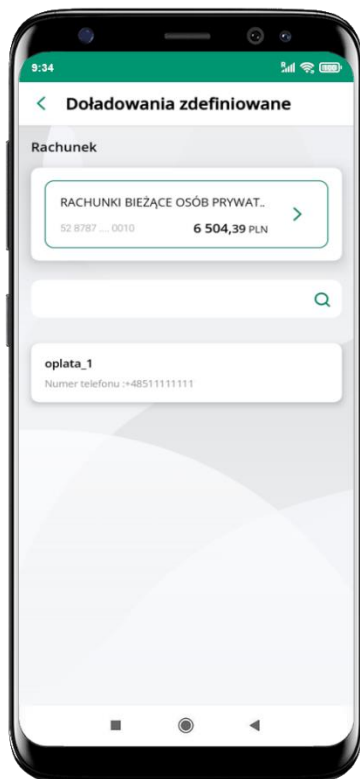 9:34
Doładowania zdefiniowane
Rachunek
RACHUNKI BIEŻĄCE OSÓB PRYWAT..
52 8787 ... 0010 6 504,39 PLN
oplata_1
Numer telefonu :+48511111111